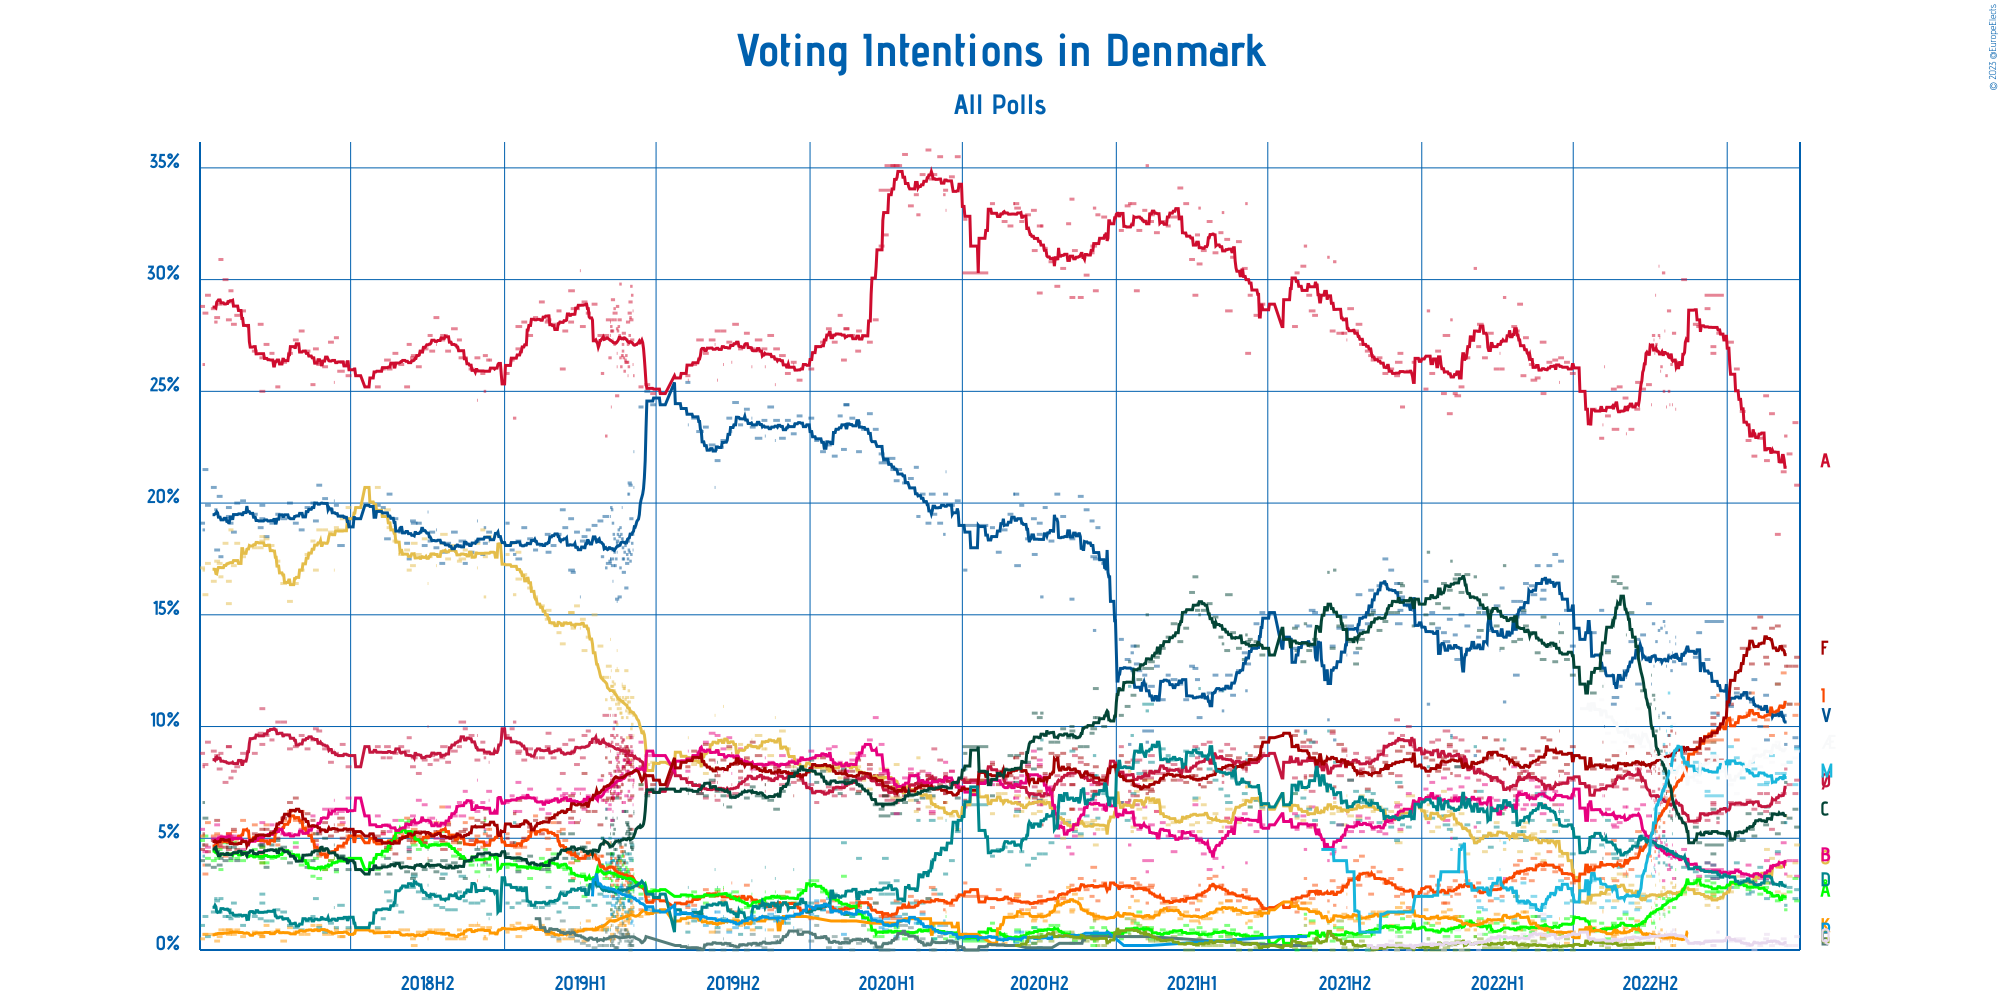 © 2023 @EuropeElects
Voting Intentions in Denmark
All Polls
35%
30%
25%
20%
15%
10%
5%
0%
A
F
I
V
M
Ø
C
B
D
Å
K
2018H2
2019H1
2019H2
2020H1
2020H2
2021H1
2021H2
2022H1
2022H2